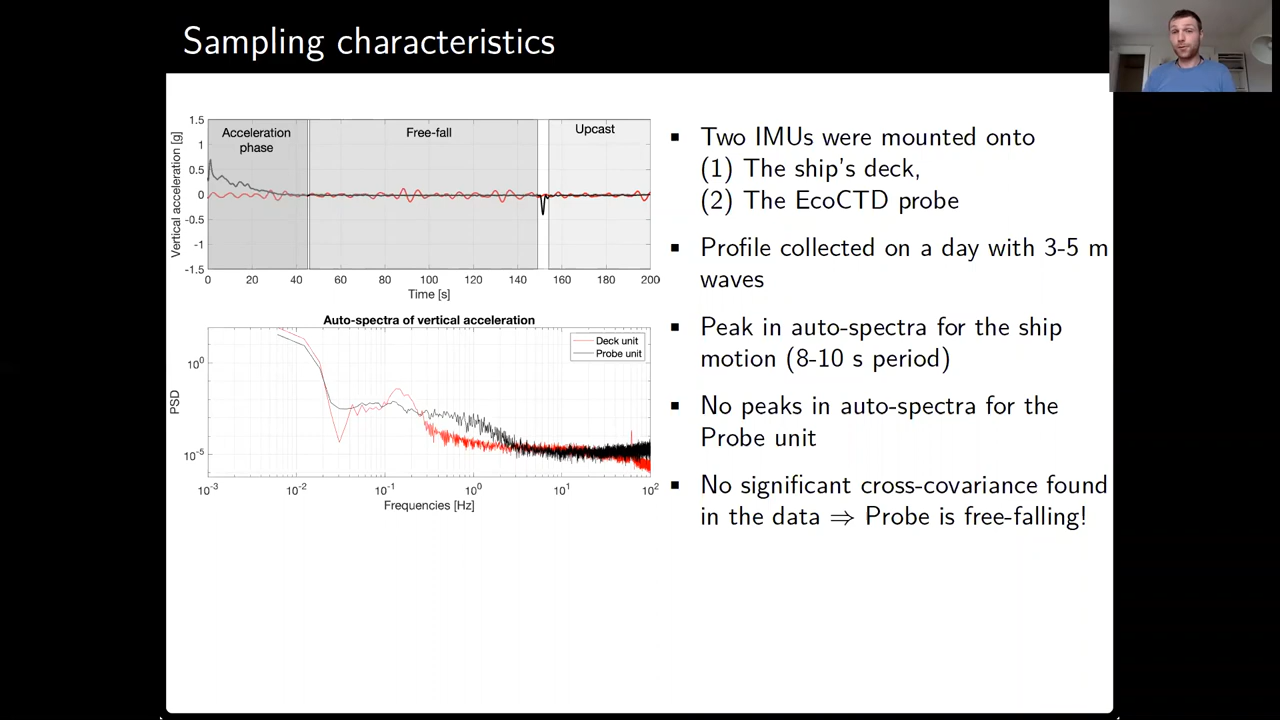 Sampling characteristics
Acceleration
phase
Free-fall
Upcast
Vertical acceleration [g]
1.5
1
0.5
0
-0.5
-1
-1.5
0 20 40 60 80 100 120 140 160 180 200
Time [s]
Auto-spectra of vertical acceleration
Deck unit
Probe unit
PSD
10^0
10^-5
10^-3 10^-2 10^-1 10^0 10^1 10^2
Frequencies [Hz]
▪ Two IMUs were mounted onto
(1) The ship's deck,
(2) The EcoCTD probe
▪ Profile collected on a day with 3-5 m
waves
▪ Peak in auto-spectra for the ship
motion (8-10 s period)
▪ No peaks in auto-spectra for the
Probe unit
▪ No significant cross-covariance found
in the data ⇒ Probe is free-falling!